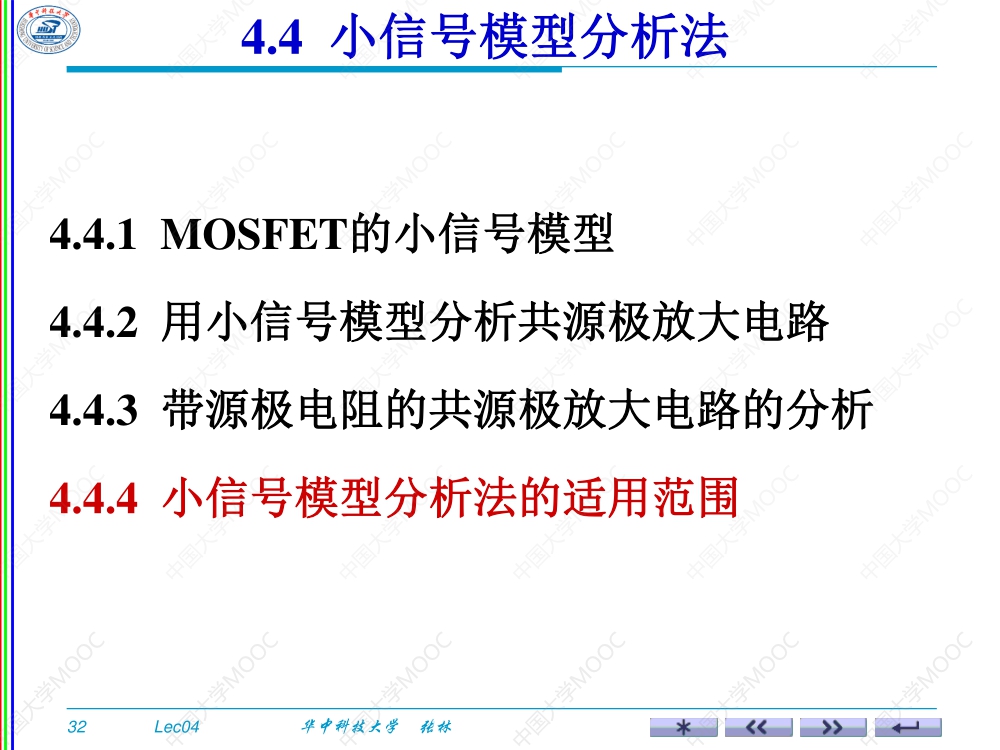 4.4 小信号模型分析法
4.4.1 MOSFET的小信号模型
4.4.2 用小信号模型分析共源极放大电路
4.4.3 带源极电阻的共源极放大电路的分析
4.4.4 小信号模型分析法的适用范围
32 Lec04 华中科技大学 张林
中国大学MOOC